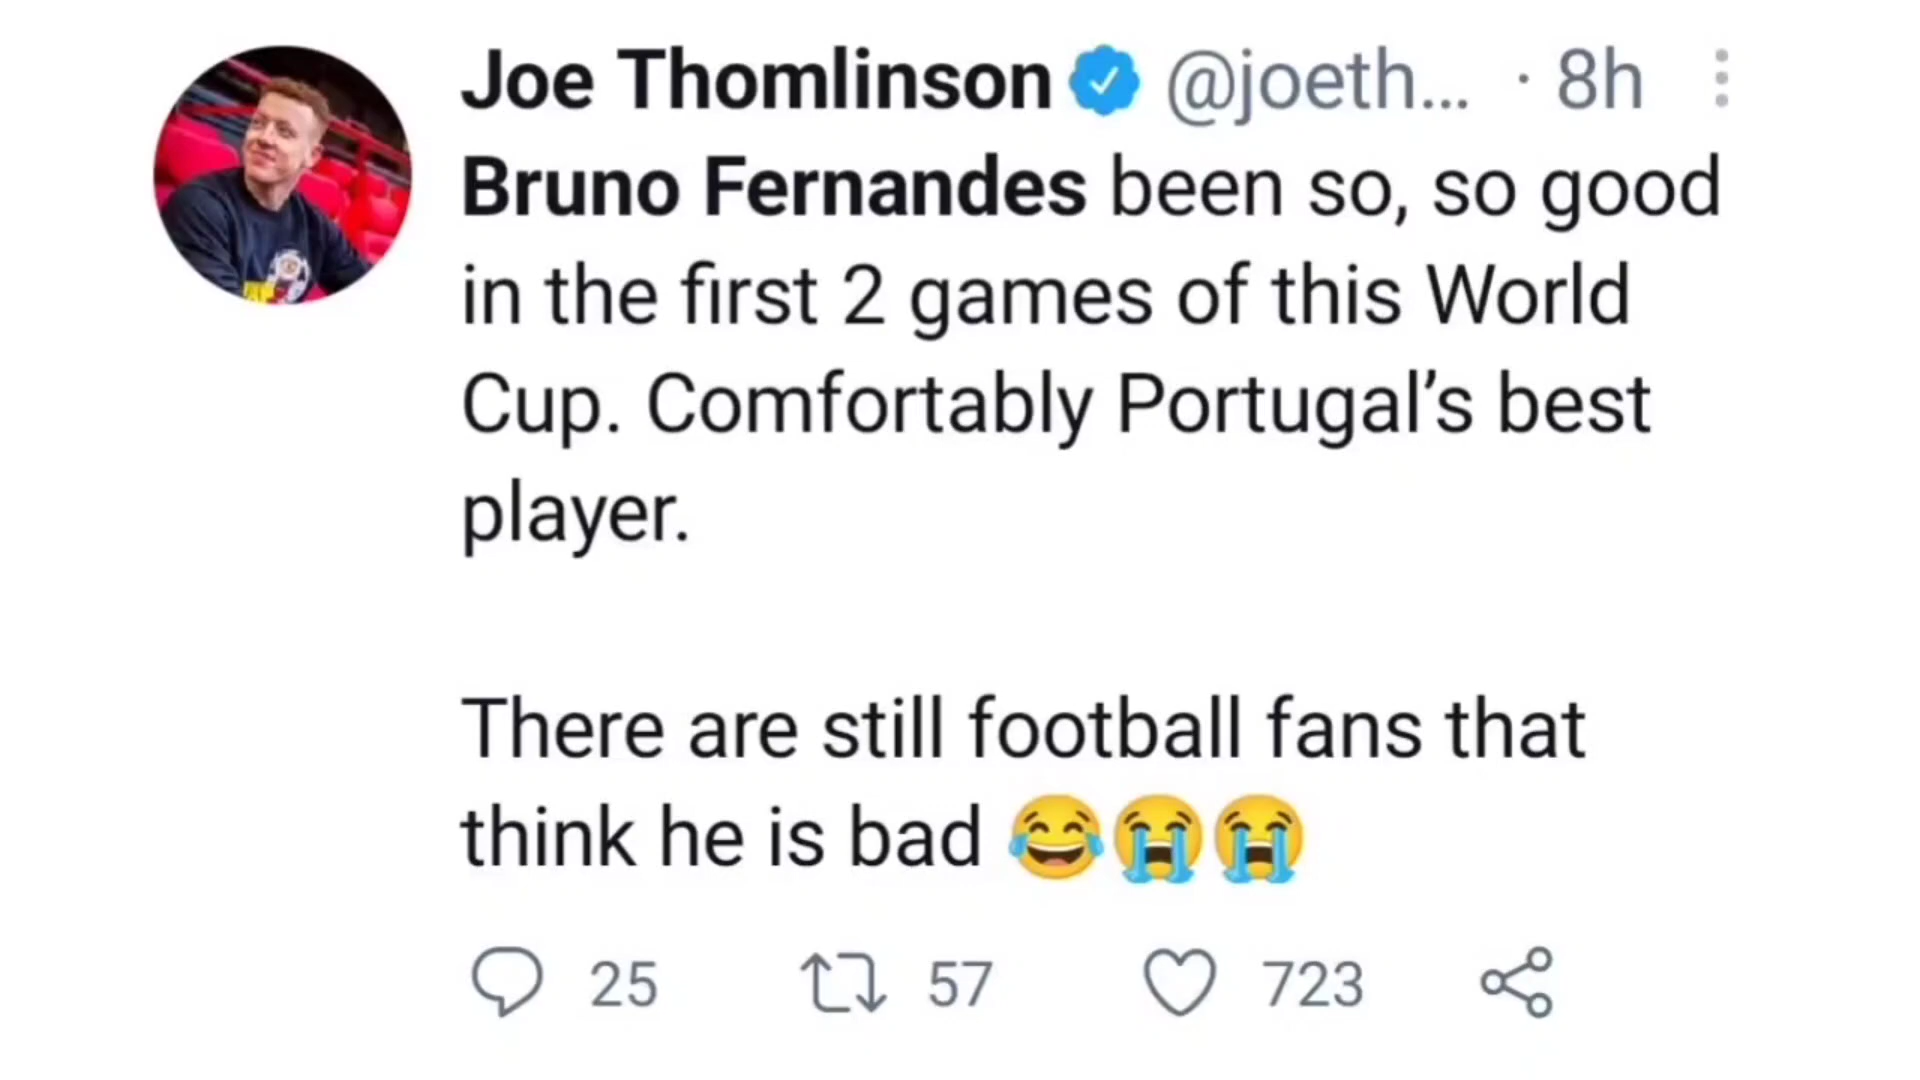 Joe Thomlinson @joeth... · 8h
Bruno Fernandes been so, so good
in the first 2 games of this World
Cup. Comfortably Portugal’s best
player.
There are still football fans that
think he is bad 😂😭😭
25 57 723